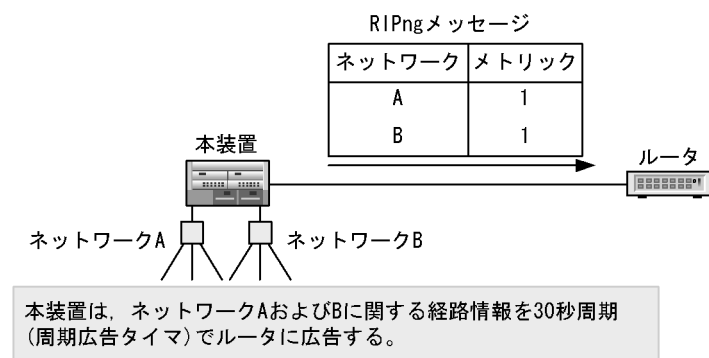 RIPngメッセージ
ネットワーク メトリック
A 1
B 1
本装置
ルータ
ネットワークA ネットワークB
本装置は，ネットワークAおよびBに関する経路情報を30秒周期
(周期広告タイマ)でルータに広告する。